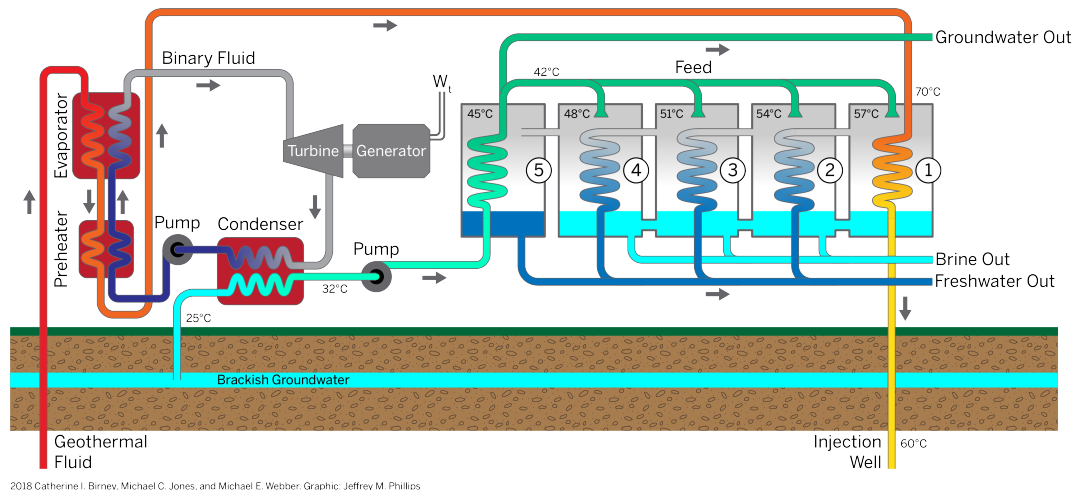 Groundwater Out
Binary Fluid
Feed
42°C
W
t
70°C
Evaporator
45°C
48°C
51°C
54°C
57°C
Turbine
Generator
5
4
3
2
1
Preheater
Pump
Condenser
Pump
Brine Out
32°C
Freshwater Out
25°C
Brackish Groundwater
Geothermal
Fluid
Injection
Well
60°C
2018 Catherine I. Birney, Michael C. Jones, and Michael E. Webber. Graphic: Jeffrey M. Phillips